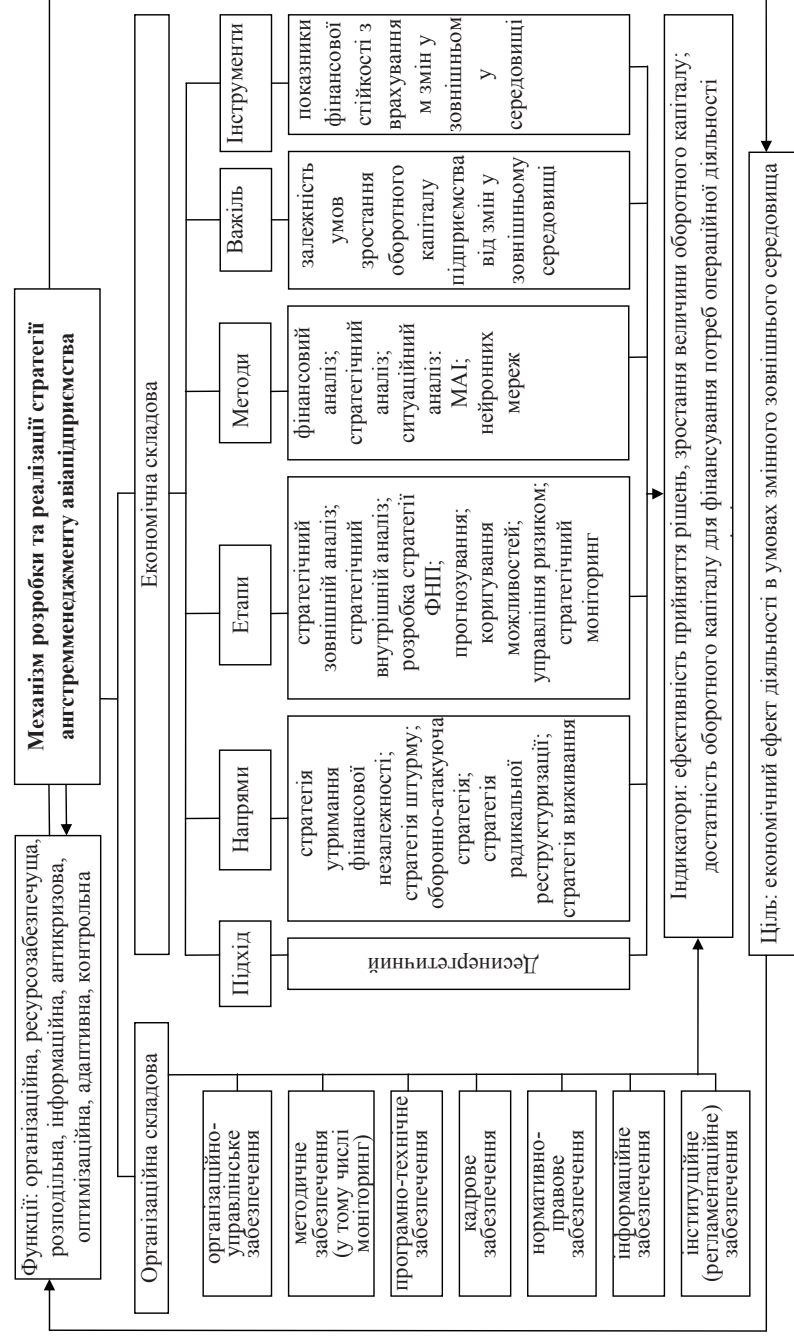 Механізм розробки та реалізації стратегії
ангстремменеджменту авіапідприємства
Функції: організаційна, ресурсозабезпечуща,
розподільна, інформаційна, антикризова,
оптимізаційна, адаптивна, контрольна
Організаційна складова
організаційно-
управлінське
забезпечення
методичне
забезпечення
(у тому числі
моніторинг)
програмно-технічне
забезпечення
кадрове
забезпечення
нормативно-
правове
забезпечення
інформаційне
забезпечення
інституційне
(регламентаційне)
забезпечення
Економічна складова
Підхід
Десинергетичний
Напрями
стратегія
утримання
фінансової
незалежності;
стратегія штурму;
оборонно-атакуюча
стратегія;
стратегія
радикальної
реструктуризації;
стратегія виживання
Етапи
стратегічний
зовнішній аналіз;
стратегічний
внутрішній аналіз;
розробка стратегії
ФНП;
прогнозування;
коригування
можливостей;
управління ризиком;
стратегічний
моніторинг
Методи
фінансовий
аналіз;
стратегічний
аналіз;
ситуаційний
аналіз:
МАІ;
нейронних
мереж
Важіль
залежність
умов
зростання
оборотного
капіталу
підприємства
від змін у
зовнішньому
середовищі
Інструменти
показники
фінансової
стійкості з
врахування
м змін у
зовнішньом
у
середовищі
Індикатори: ефективність прийняття рішень, зростання величини оборотного капіталу;
достатність оборотного капіталу для фінансування потреб операційної діяльності
Ціль: економічний ефект діяльності в умовах змінного зовнішнього середовища